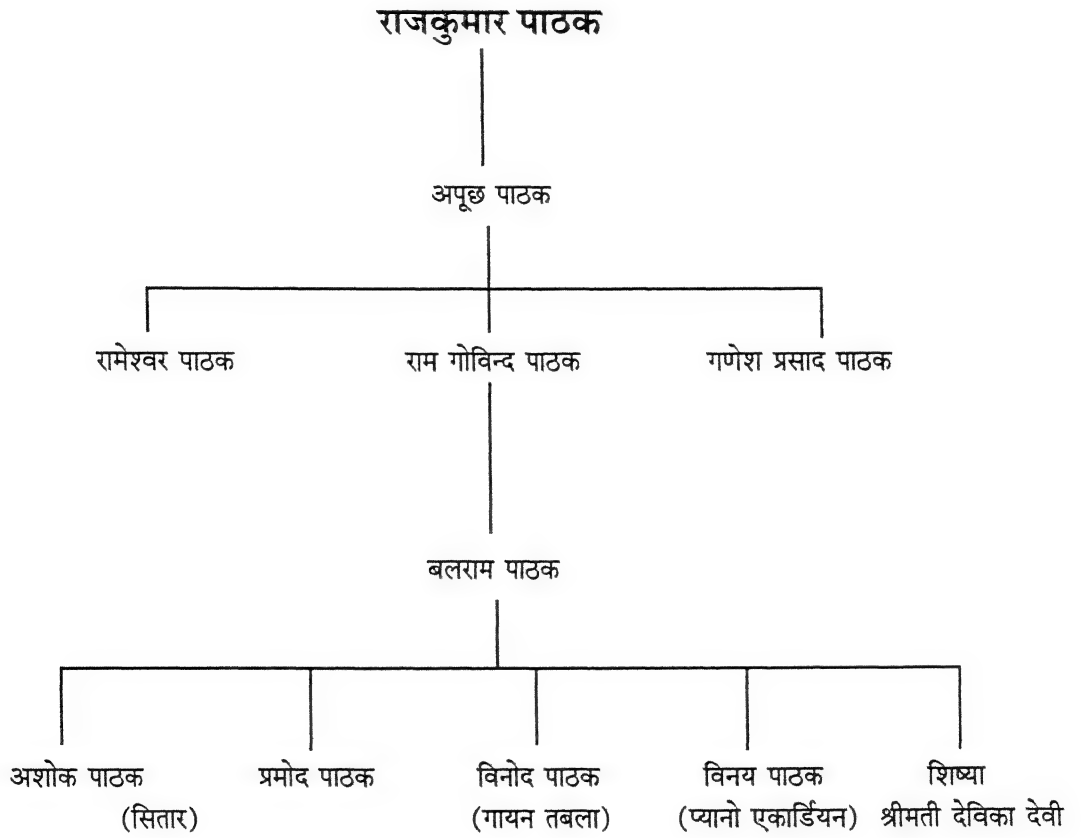 राजकुमार पाठक
अपूछ पाठक
रामेश्वर पाठक
राम गोविन्द पाठक
गणेश प्रसाद पाठक
बलराम पाठक
अशोक पाठक
(सितार)
प्रमोद पाठक
विनोद पाठक
(गायन तबला)
विनय पाठक
(प्यानो एकार्डियन)
शिष्या
श्रीमती देविका देवी